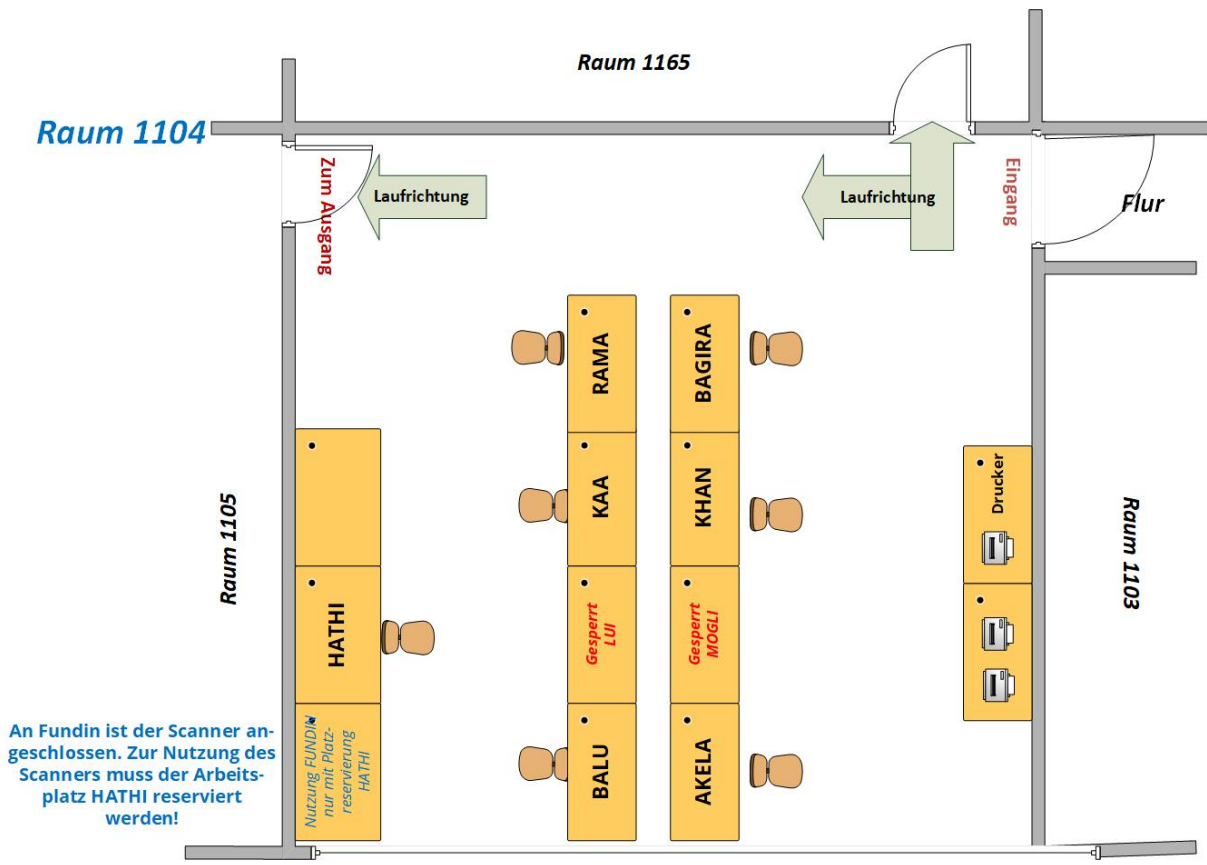 Raum 1165
Raum 1104
Zum Ausgang
Laufrichtung
Laufrichtung
Eingang
Flur
RAMA
BAGIRA
KAA
KHAN
Drucker
Raum 1105
Raum 1103
HATHI
Gesperrt
LUI
Gesperrt
MOGLI
An Fundin ist der Scanner an-
geschlossen. Zur Nutzung des
Scanners muss der Arbeits-
platz HATHI reserviert
werden!
Nutzung FUNDIN
nur mit Platz-
reservierung
HATHI
BALU
AKELA